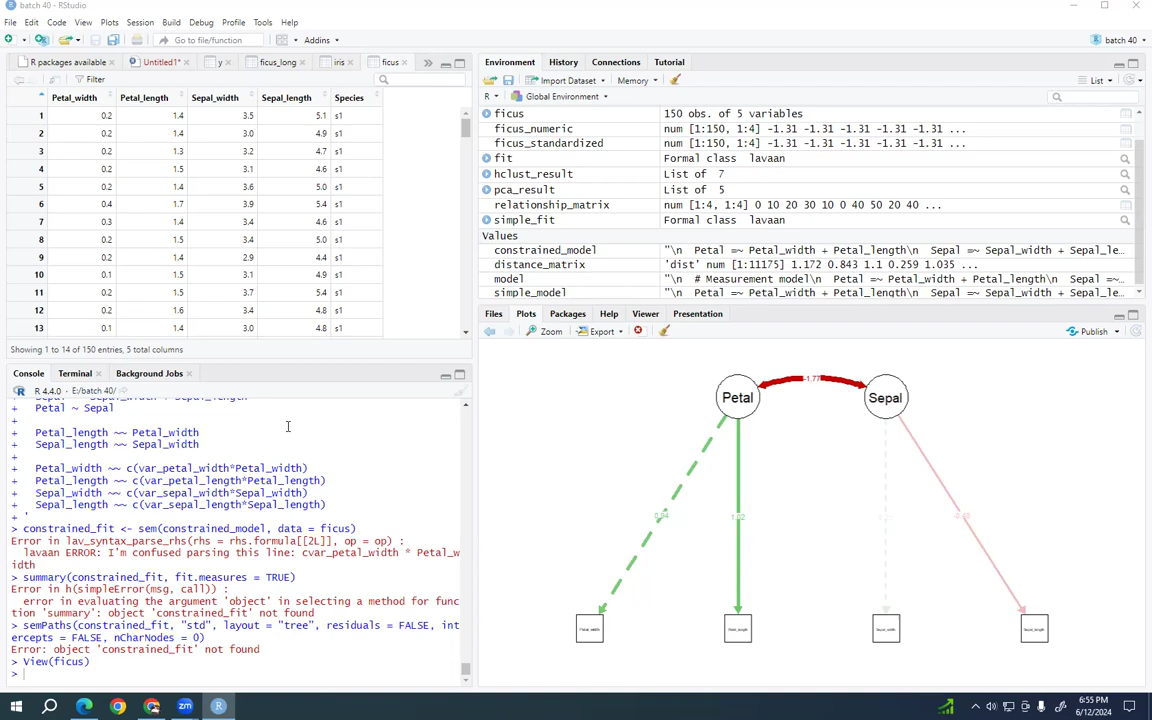 batch 40 - RStudio
File Edit Code View Plots Session Build Debug Profile Tools Help
Go to file/function Addins batch 40
R packages available Untitled1* y ficus_long iris ficus
Filter
Petal_width Petal_length Sepal_width Sepal_length Species
1 0.2 1.4 3.5 5.1 s1
2 0.2 1.4 3.0 4.9 s1
3 0.2 1.3 3.2 4.7 s1
4 0.2 1.5 3.1 4.6 s1
5 0.2 1.4 3.6 5.0 s1
6 0.4 1.7 3.9 5.4 s1
7 0.3 1.4 3.4 4.6 s1
8 0.2 1.5 3.4 5.0 s1
9 0.2 1.4 2.9 4.4 s1
10 0.1 1.5 3.1 4.9 s1
11 0.2 1.5 3.7 5.4 s1
12 0.2 1.6 3.4 4.8 s1
13 0.1 1.4 3.0 4.8 s1
Showing 1 to 14 of 150 entries, 5 total columns
Console Terminal Background Jobs
R 4.4.0 · E:/batch 40/
+ Petal ~ Sepal
+
+ Petal_length ~~ Petal_width
+ Sepal_length ~~ Sepal_width
+
+ Petal_width ~~ c(var_petal_width*Petal_width)
+ Petal_length ~~ c(var_petal_length*Petal_length)
+ Sepal_width ~~ c(var_sepal_width*Sepal_width)
+ Sepal_length ~~ c(var_sepal_length*Sepal_length)
+ '
> constrained_fit <- sem(constrained_model, data = ficus)
Error in lav_syntax_parse_rhs(rhs = rhs.formula[[2L]], op = op) :
lavaan ERROR: I'm confused parsing this line: cvar_petal_width * Petal_w
idth
> summary(constrained_fit, fit.measures = TRUE)
Error in h(simpleError(msg, call)) :
error in evaluating the argument 'object' in selecting a method for func
tion 'summary': object 'constrained_fit' not found
> semPaths(constrained_fit, "std", layout = "tree", residuals = FALSE, int
ercepts = FALSE, nCharNodes = 0)
Error: object 'constrained_fit' not found
> View(ficus)
>
Environment History Connections Tutorial
Import Dataset Memory List
R Global Environment
ficus 150 obs. of 5 variables
ficus_numeric num [1:150, 1:4] -1.31 -1.31 -1.31 -1.31 -1.31 ...
ficus_standardized num [1:150, 1:4] -1.31 -1.31 -1.31 -1.31 -1.31 ...
fit Formal class lavaan
hclust_result List of 7
pca_result List of 5
relationship_matrix num [1:4, 1:4] 0 10 20 30 10 0 40 50 20 40 ...
simple_fit Formal class lavaan
Values
constrained_model "\n Petal =~ Petal_width + Petal_length\n Sepal =~ Sepal_width + Sepal_le…
distance_matrix 'dist' num [1:11175] 1.172 0.843 1.1 0.259 1.035 ...
model "\n # Measurement model\n Petal =~ Petal_width + Petal_length\n Sepal =~…
simple_model "\n Petal =~ Petal_width + Petal_length\n Sepal =~ Sepal_width + Sepal_le…
Files Plots Packages Help Viewer Presentation
Zoom Export Publish
-1.77
Petal Sepal
0.94 1.02
Petal_width Petal_length Sepal_width Sepal_length
6:55 PM
6/12/2024